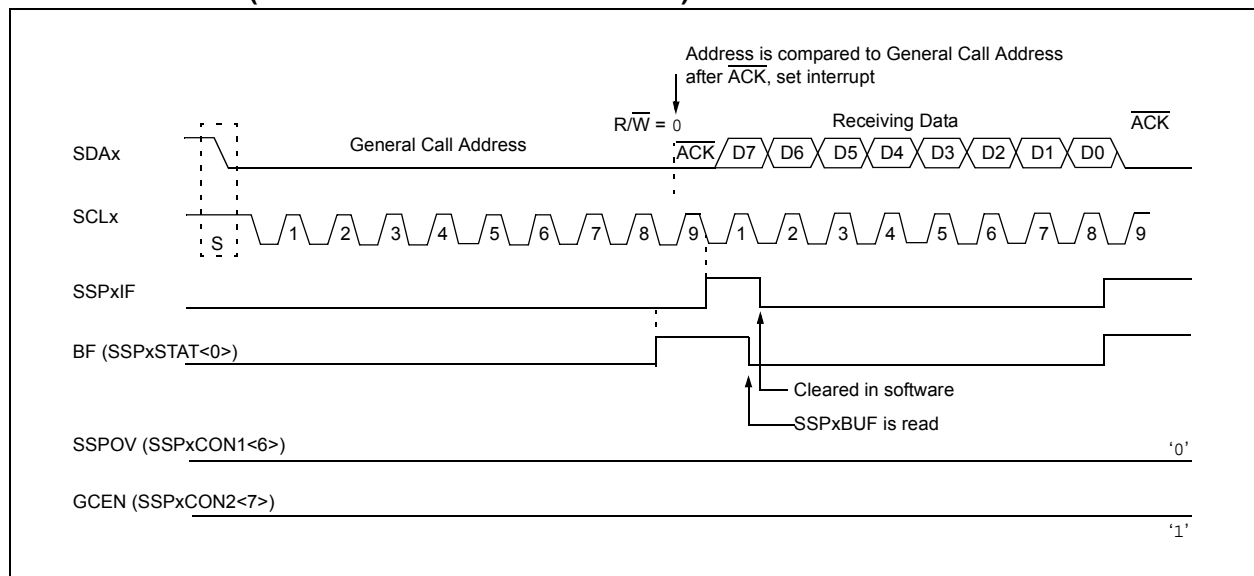 Address is compared to General Call Address
after ACK, set interrupt
R/W = 0
Receiving Data
ACK
SDAx
General Call Address
ACK D7 D6 D5 D4 D3 D2 D1 D0
SCLx
S
1 2 3 4 5 6 7 8 9 1 2 3 4 5 6 7 8 9
SSPxIF
BF (SSPxSTAT<0>)
Cleared in software
SSPxBUF is read
SSPOV (SSPxCON1<6>)
‘0’
GCEN (SSPxCON2<7>)
‘1’